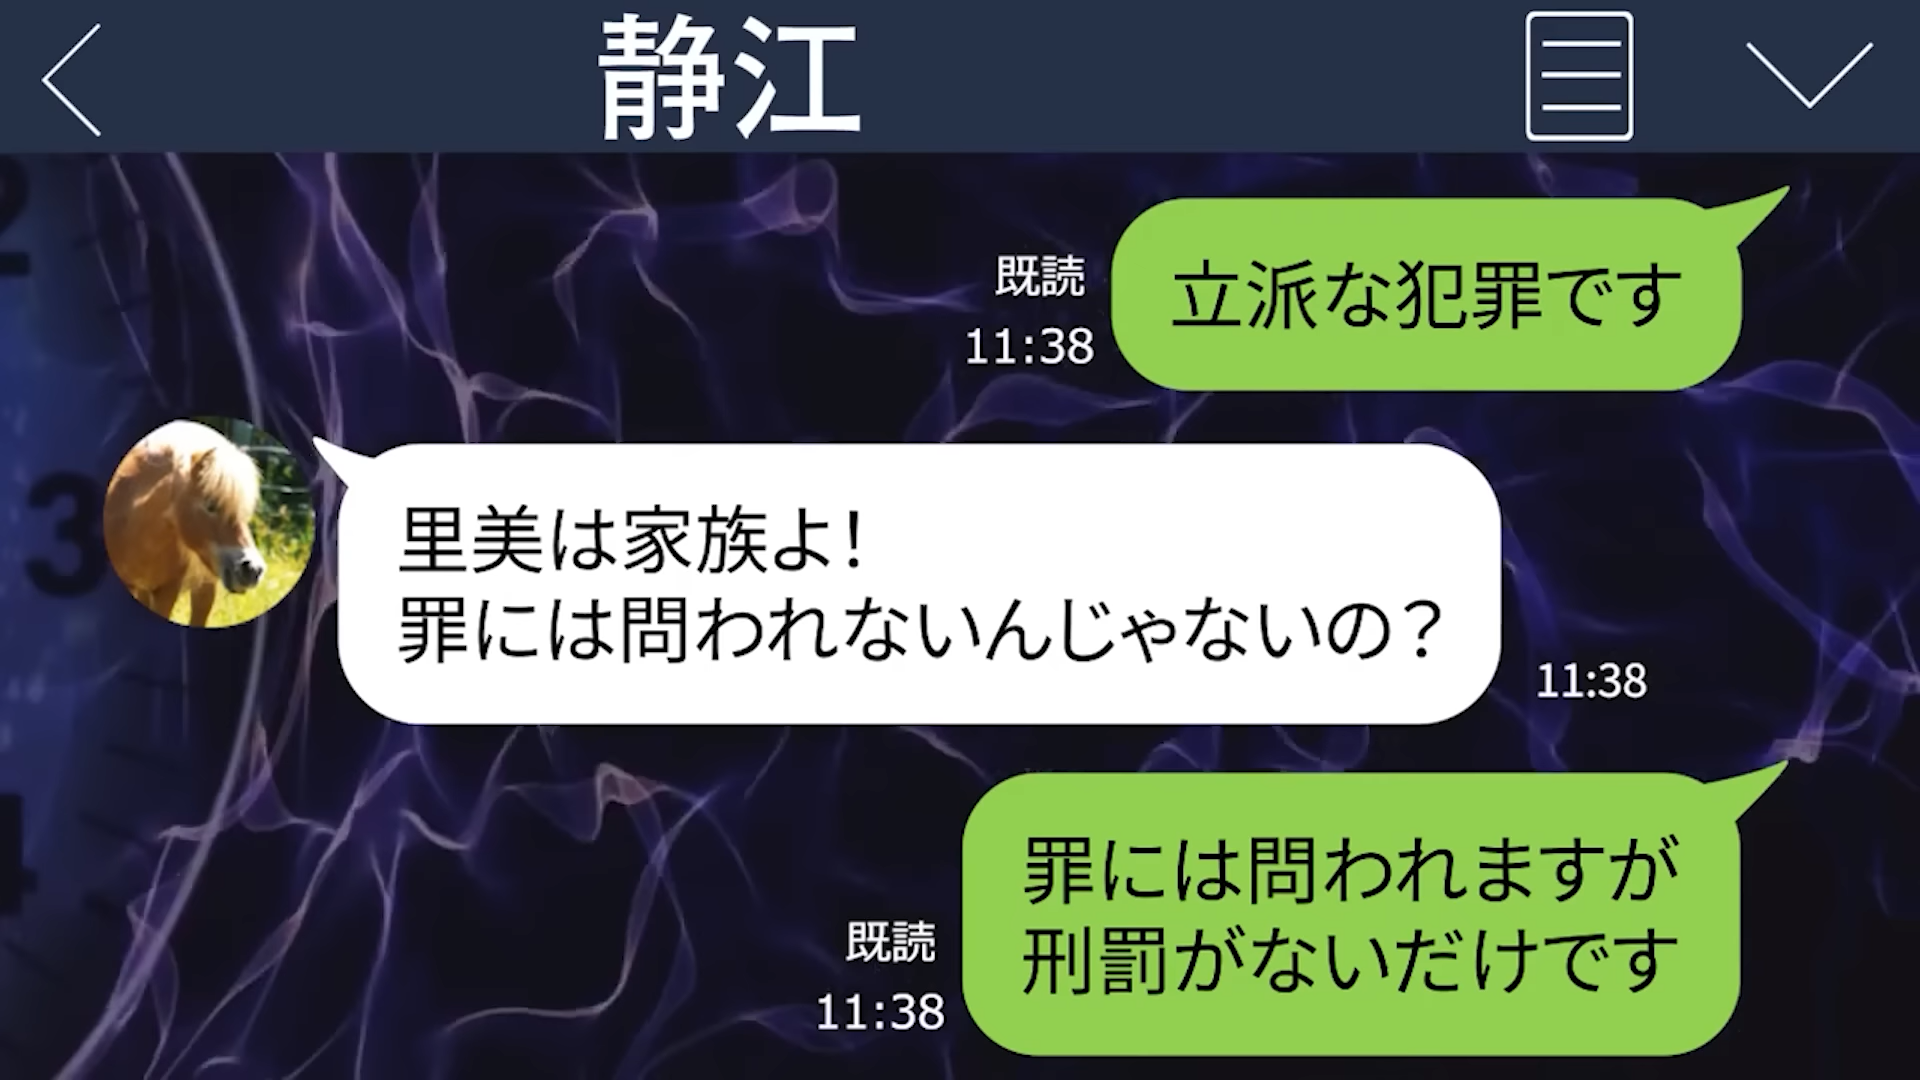 静江
立派な犯罪です
既読
11:38
里美は家族よ！
罪には問われないんじゃないの？
11:38
罪には問われますが
刑罰がないだけです
既読
11:38
3